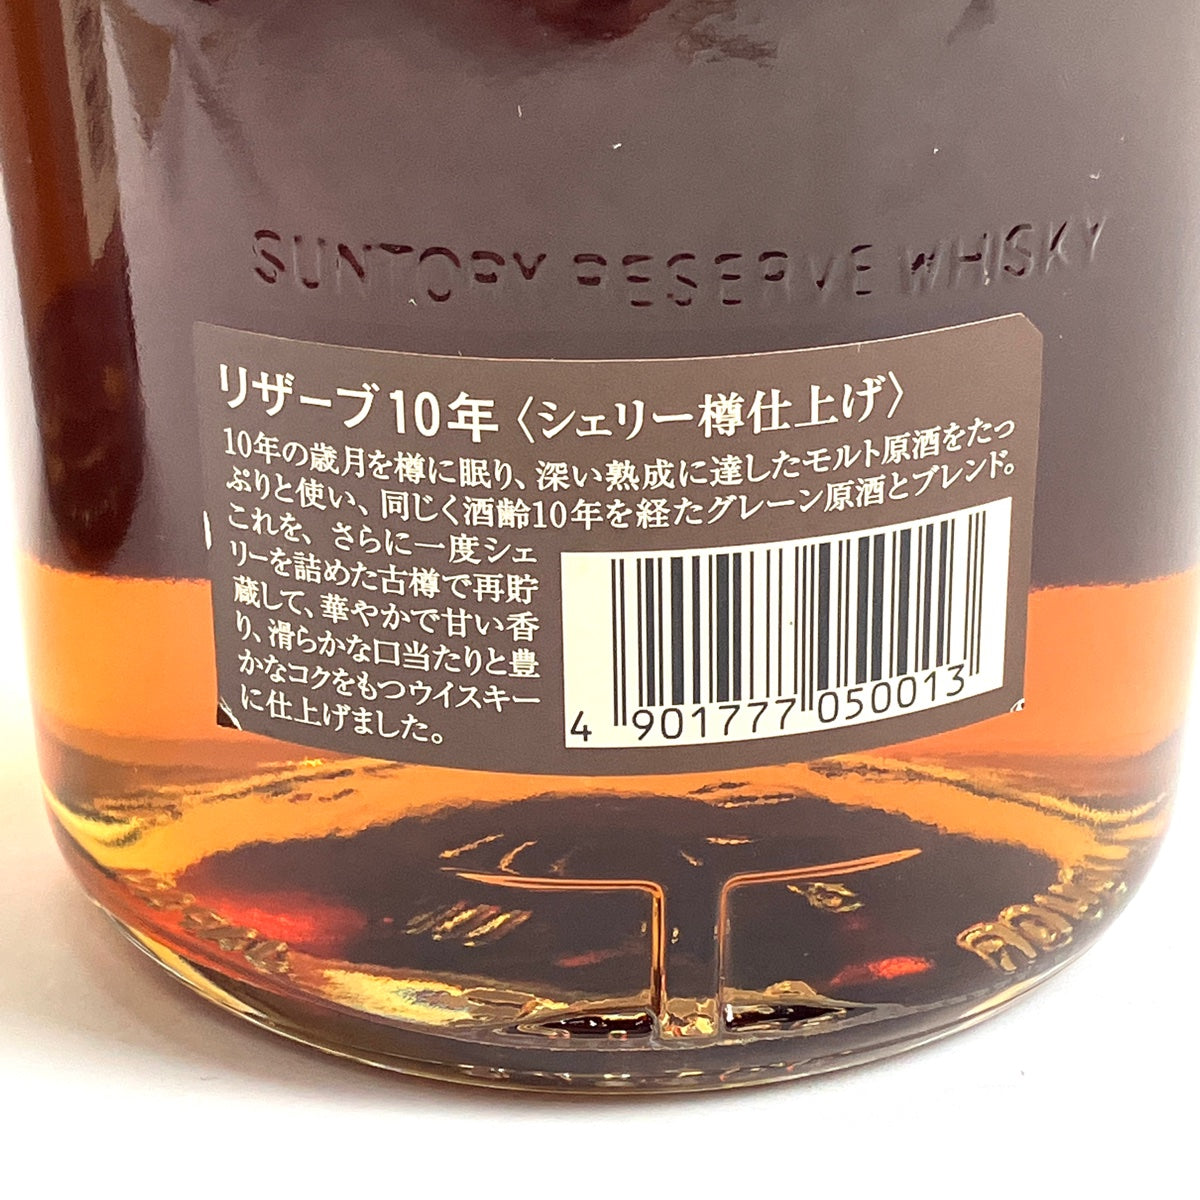 SUNTORY RESERVE WHISKY
リザーブ10年〈シェリー樽仕上げ〉
10年の歳月を樽に眠り、深い熟成に達したモルト原酒をたっ
ぷりと使い、同じく酒齢10年を経たグレーン原酒とブレンド。
これを、さらに一度シェ
リーを詰めた古樽で再貯
蔵して、華やかで甘い香
り、滑らかな口当たりと豊
かなコクをもつウイスキー
に仕上げました。
4 901777 050013